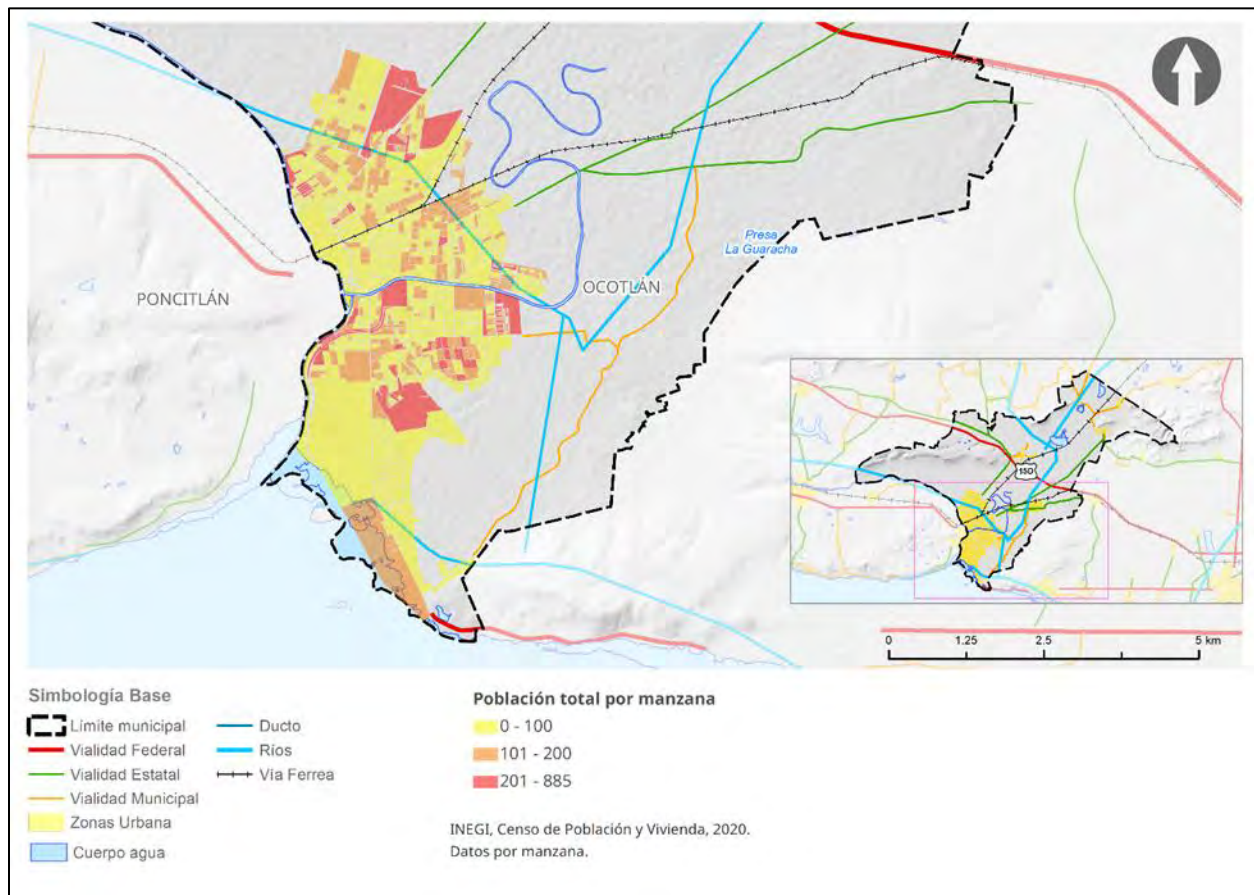 Presa
La Guaracha
PONCITLÁN
OCOTLÁN
15D
0 1.25 2.5 5 km
Simbología Base
Límite municipal
Vialidad Federal
Vialidad Estatal
Vialidad Municipal
Zonas Urbana
Cuerpo agua
Ducto
Ríos
Vía Ferrea
Población total por manzana
0 - 100
101 - 200
201 - 885
INEGI, Censo de Población y Vivienda, 2020.
Datos por manzana.